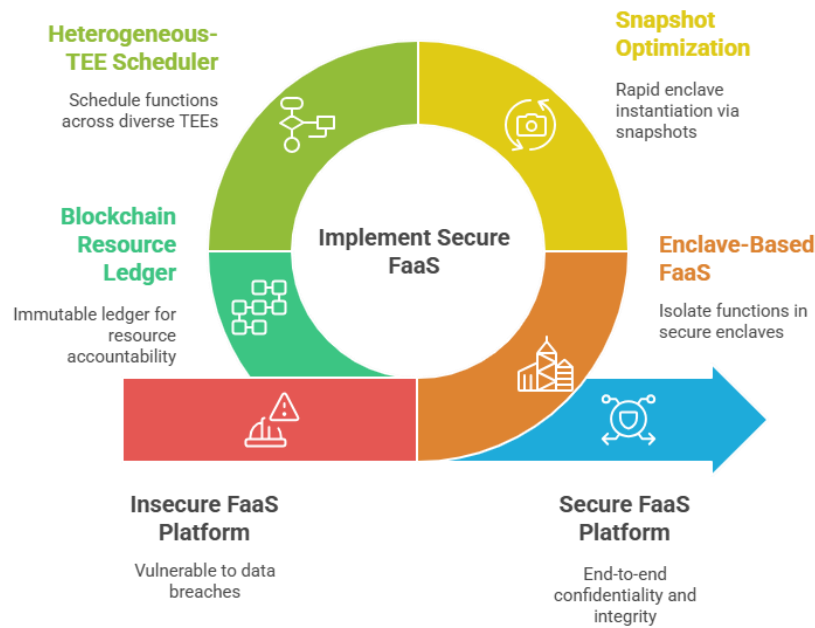 Heterogeneous-
TEE Scheduler
Schedule functions
across diverse TEEs
Snapshot
Optimization
Rapid enclave
instantiation via
snapshots
Blockchain
Resource
Ledger
Immutable ledger for
resource
accountability
Implement Secure
FaaS
Enclave-Based
FaaS
Isolate functions in
secure enclaves
Insecure FaaS
Platform
Vulnerable to data
breaches
Secure FaaS
Platform
End-to-end
confidentiality and
integrity